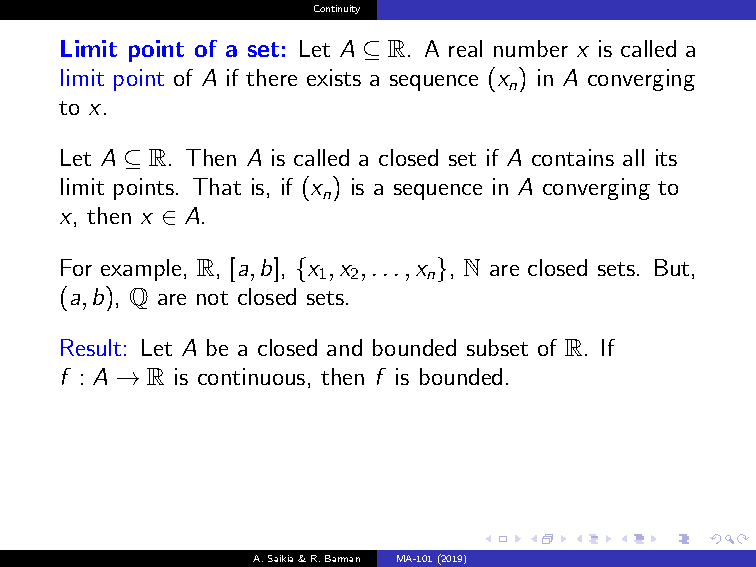 Continuity
Limit point of a set: Let A ⊆ ℝ. A real number x is called a
limit point of A if there exists a sequence (xₙ) in A converging
to x.
Let A ⊆ ℝ. Then A is called a closed set if A contains all its
limit points. That is, if (xₙ) is a sequence in A converging to
x, then x ∈ A.
For example, ℝ, [a, b], {x₁, x₂, . . . , xₙ}, ℕ are closed sets. But,
(a, b), ℚ are not closed sets.
Result: Let A be a closed and bounded subset of ℝ. If
f : A → ℝ is continuous, then f is bounded.
A. Saikia & R. Barman MA-101 (2019)